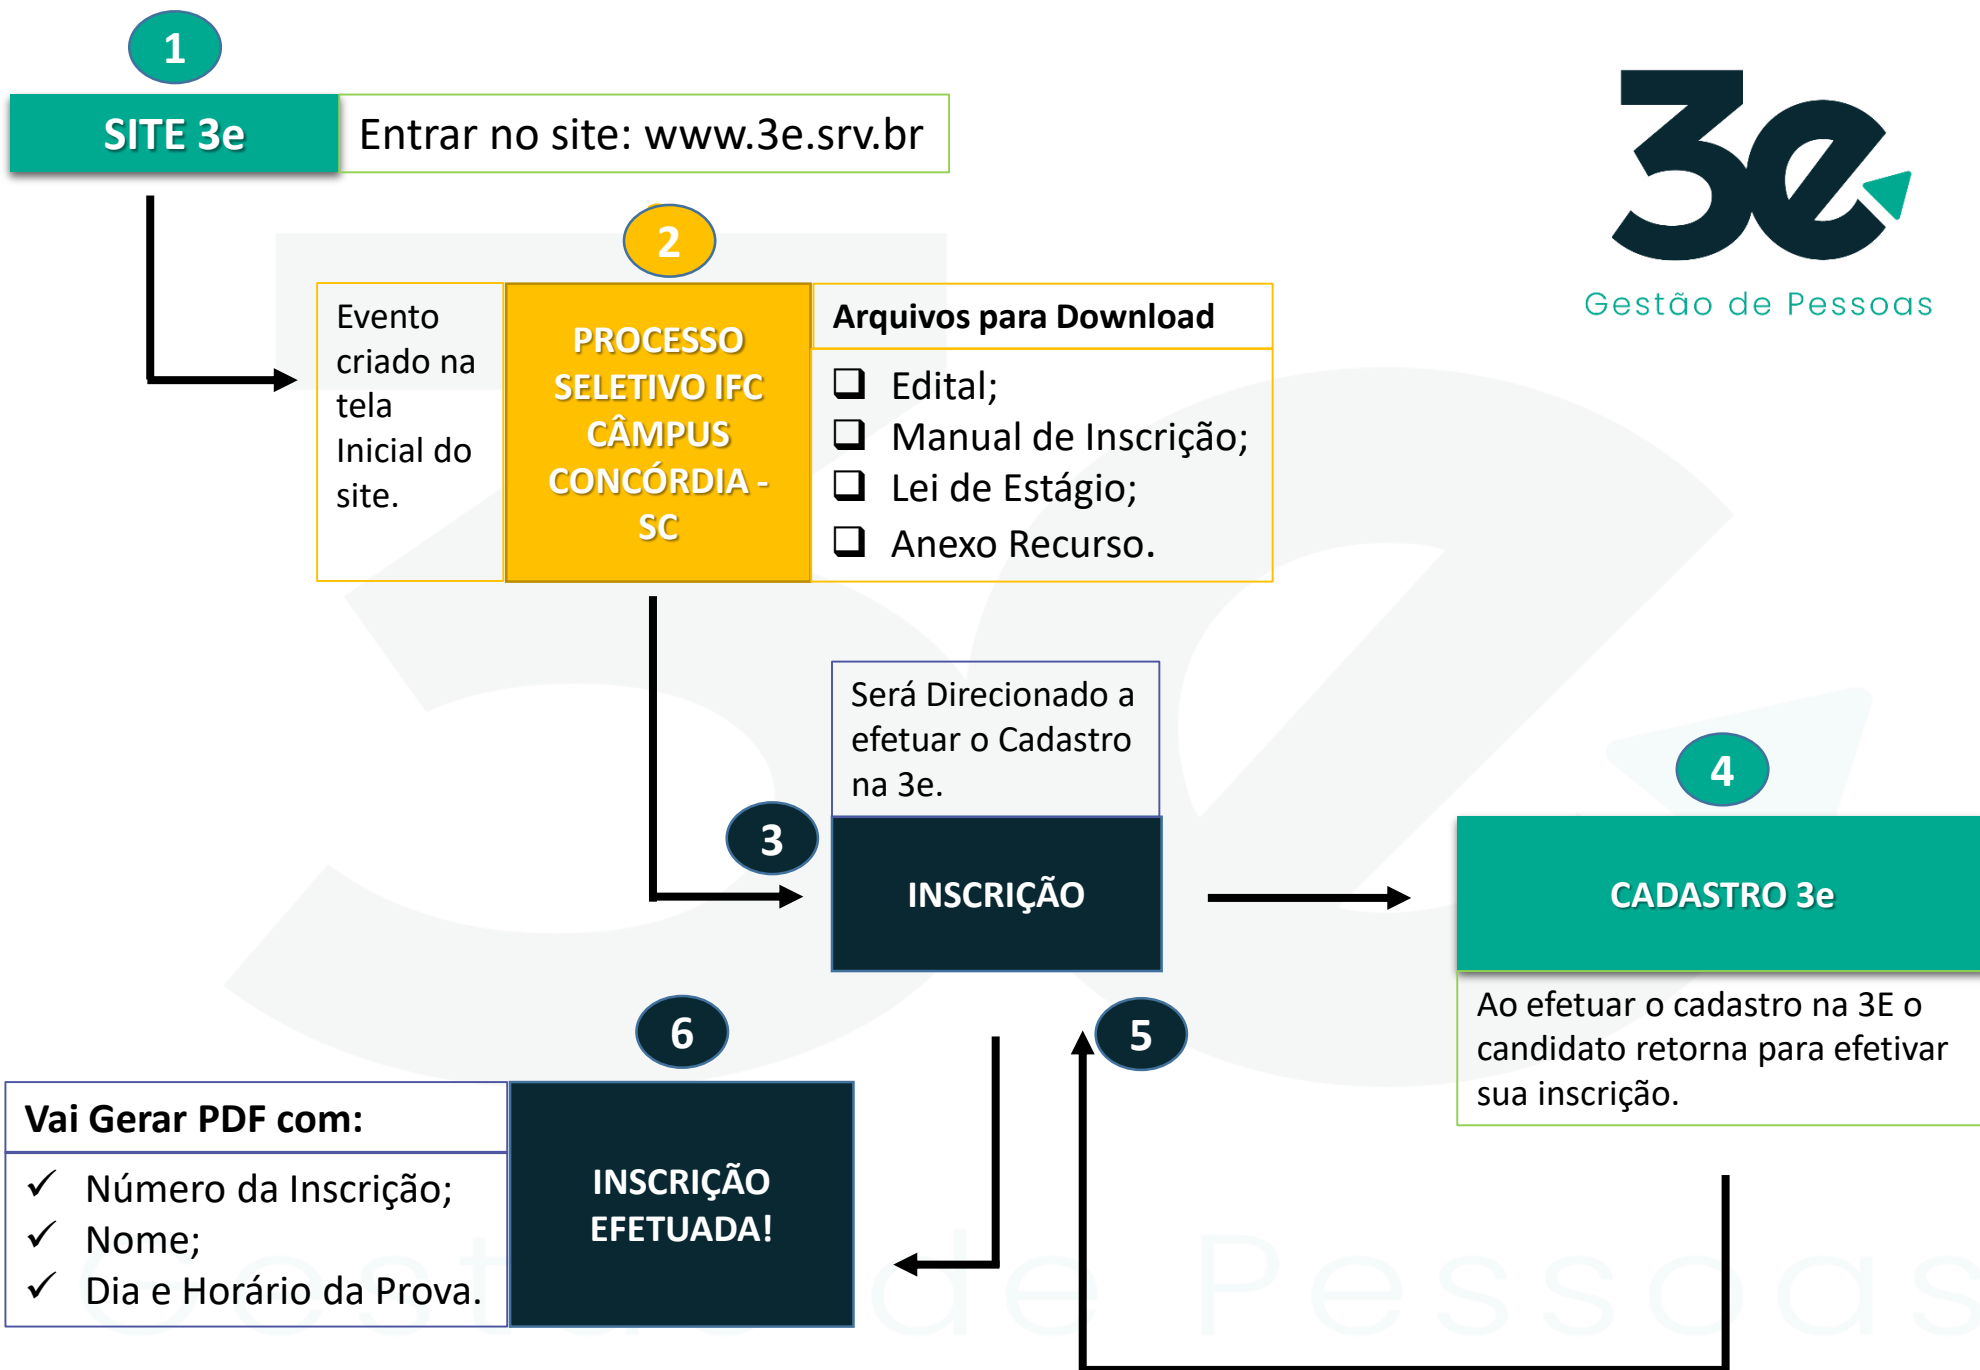 1
SITE 3e
Entrar no site: www.3e.srv.br
3e
Gestão de Pessoas
2
Evento
criado na
tela
Inicial do
site.
PROCESSO
SELETIVO IFC
CÂMPUS
CONCÓRDIA -
SC
Arquivos para Download
Edital;
Manual de Inscrição;
Lei de Estágio;
Anexo Recurso.
Será Direcionado a
efetuar o Cadastro
na 3e.
3
INSCRIÇÃO
4
CADASTRO 3e
Ao efetuar o cadastro na 3E o
candidato retorna para efetivar
sua inscrição.
5
6
INSCRIÇÃO
EFETUADA!
Vai Gerar PDF com:
Número da Inscrição;
Nome;
Dia e Horário da Prova.
3e
Gestão de Pessoas